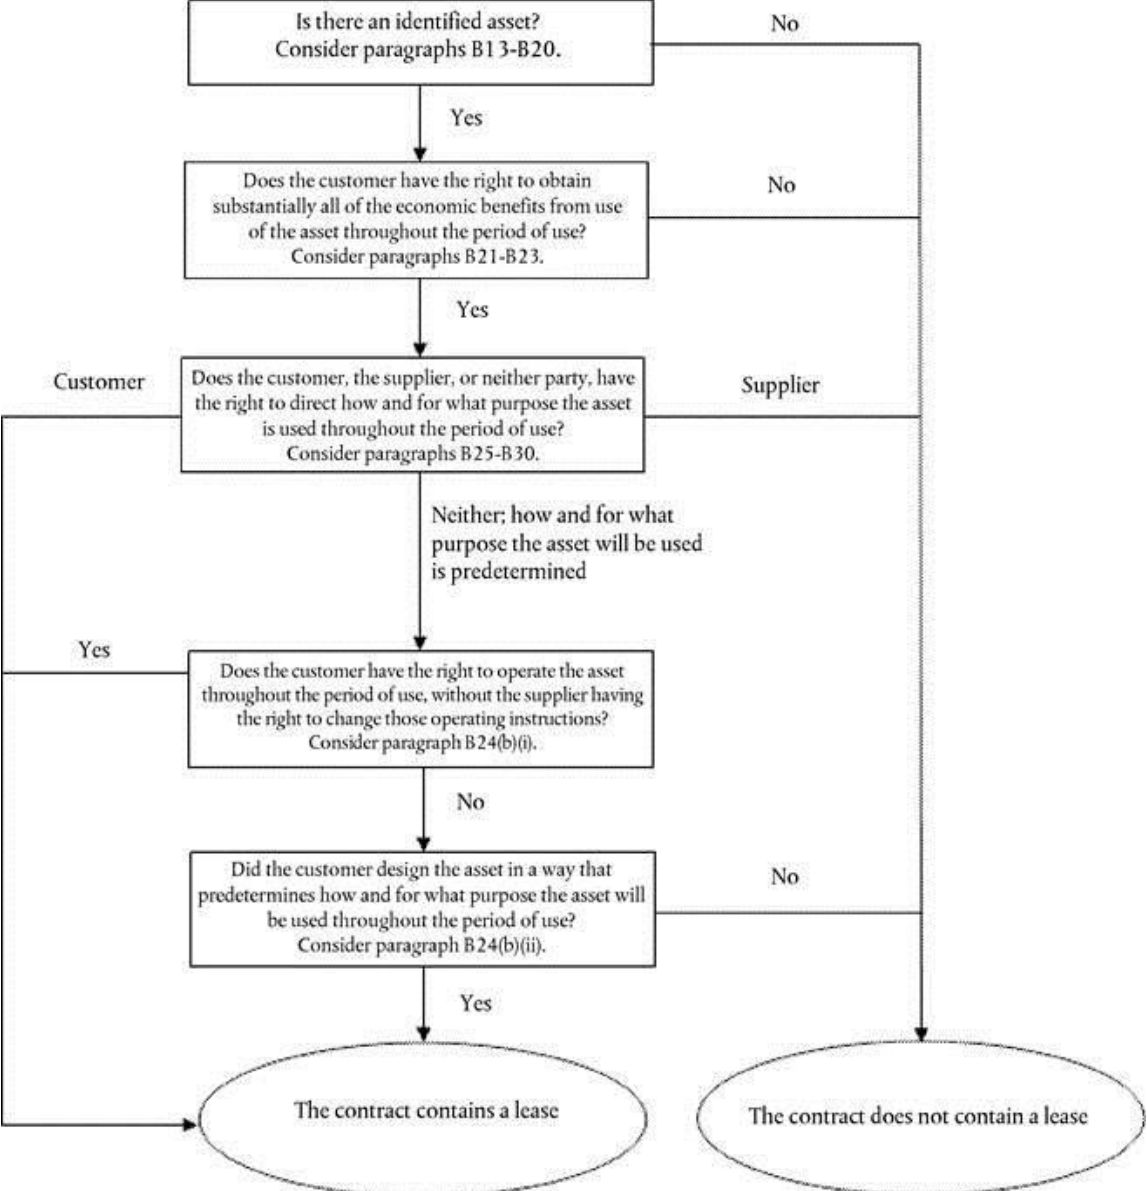 Is there an identified asset?
Consider paragraphs B13-B20.
No
Yes
Does the customer have the right to obtain
substantially all of the economic benefits from use
of the asset throughout the period of use?
Consider paragraphs B21-B23.
No
Yes
Customer
Does the customer, the supplier, or neither party, have
the right to direct how and for what purpose the asset
is used throughout the period of use?
Consider paragraphs B25-B30.
Supplier
Neither; how and for what
purpose the asset will be used
is predetermined
Yes
Does the customer have the right to operate the asset
throughout the period of use, without the supplier having
the right to change those operating instructions?
Consider paragraph B24(b)(i).
No
Did the customer design the asset in a way that
predetermines how and for what purpose the asset will
be used throughout the period of use?
Consider paragraph B24(b)(ii).
No
Yes
The contract contains a lease
The contract does not contain a lease